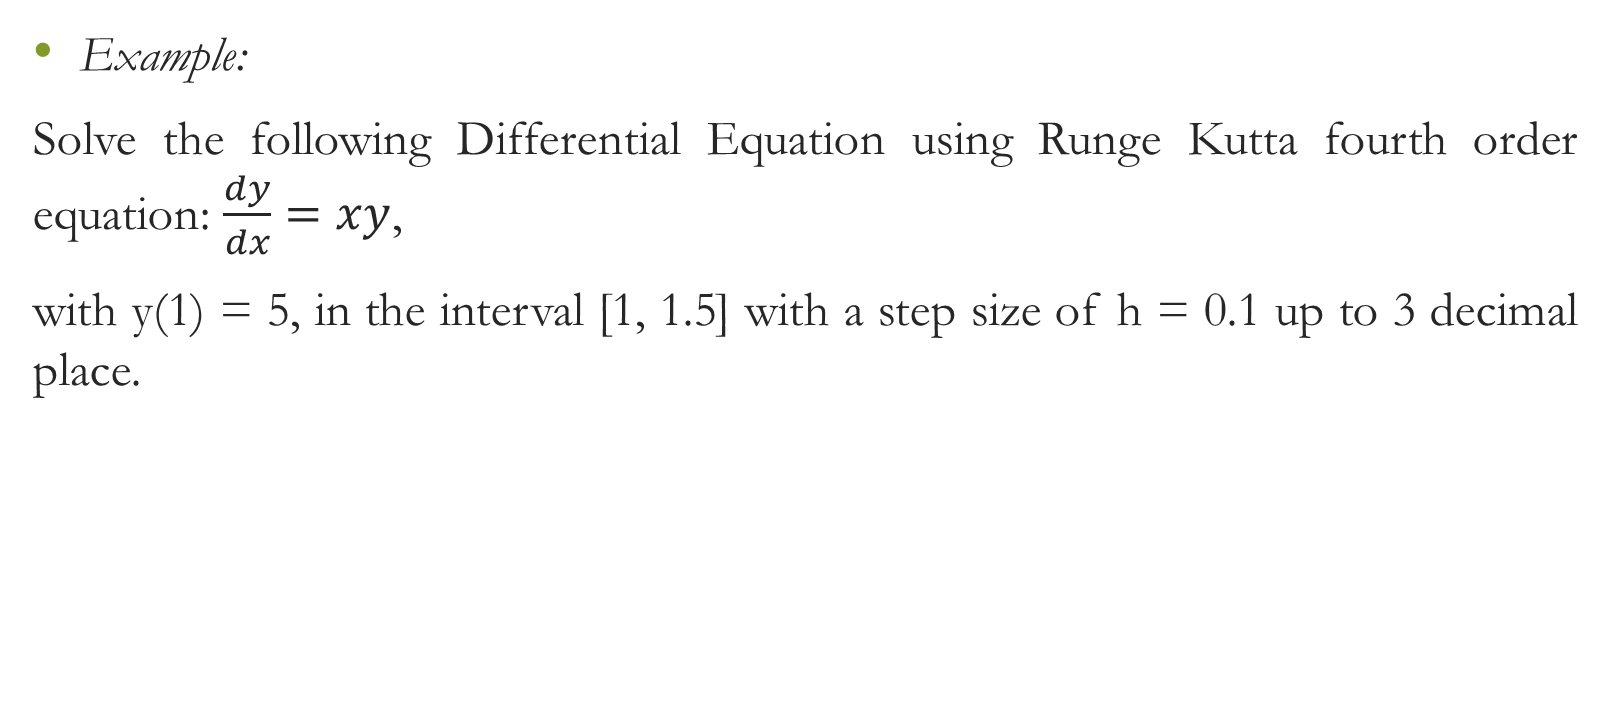 • Example:
Solve the following Differential Equation using Runge Kutta fourth order
equation: dy/dx = xy,
with y(1) = 5, in the interval [1, 1.5] with a step size of h = 0.1 up to 3 decimal
place.